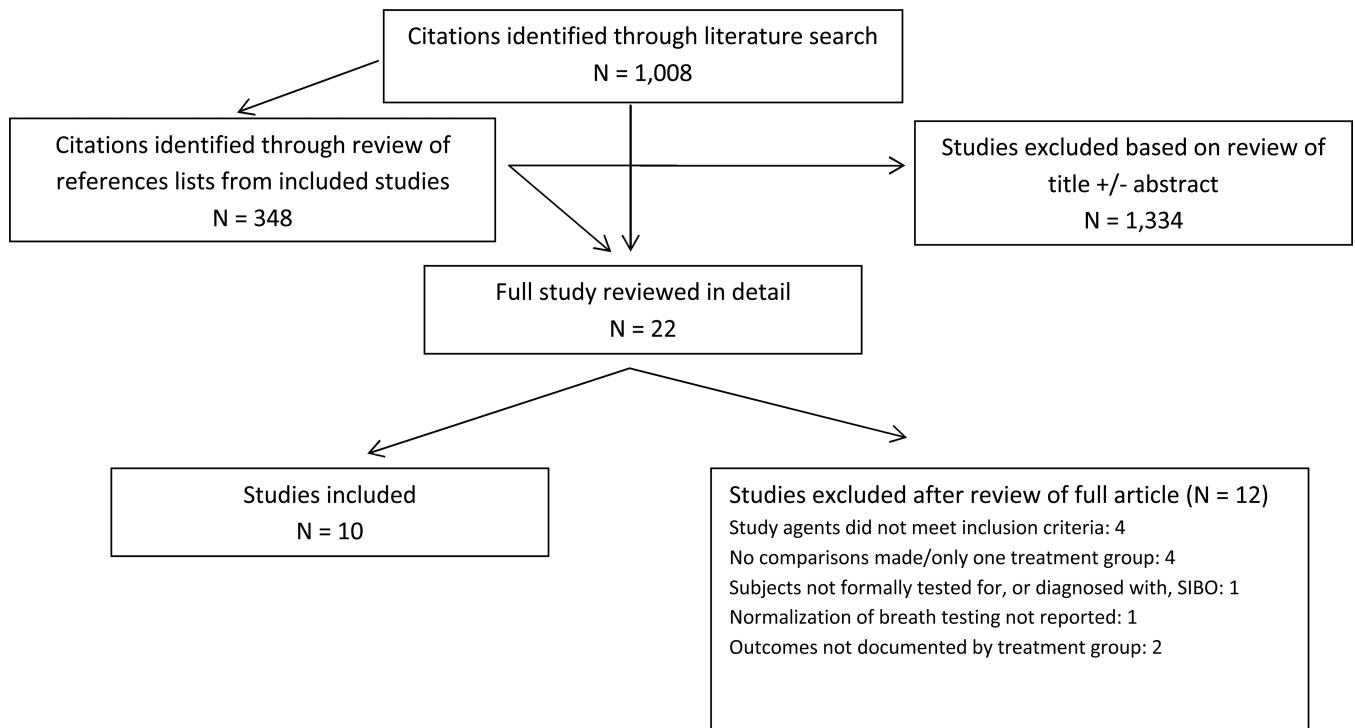 Citations identified through literature search
N = 1,008
Citations identified through review of
references lists from included studies
N = 348
Studies excluded based on review of
title +/- abstract
N = 1,334
Full study reviewed in detail
N = 22
Studies included
N = 10
Studies excluded after review of full article (N = 12)
Study agents did not meet inclusion criteria: 4
No comparisons made/only one treatment group: 4
Subjects not formally tested for, or diagnosed with, SIBO: 1
Normalization of breath testing not reported: 1
Outcomes not documented by treatment group: 2